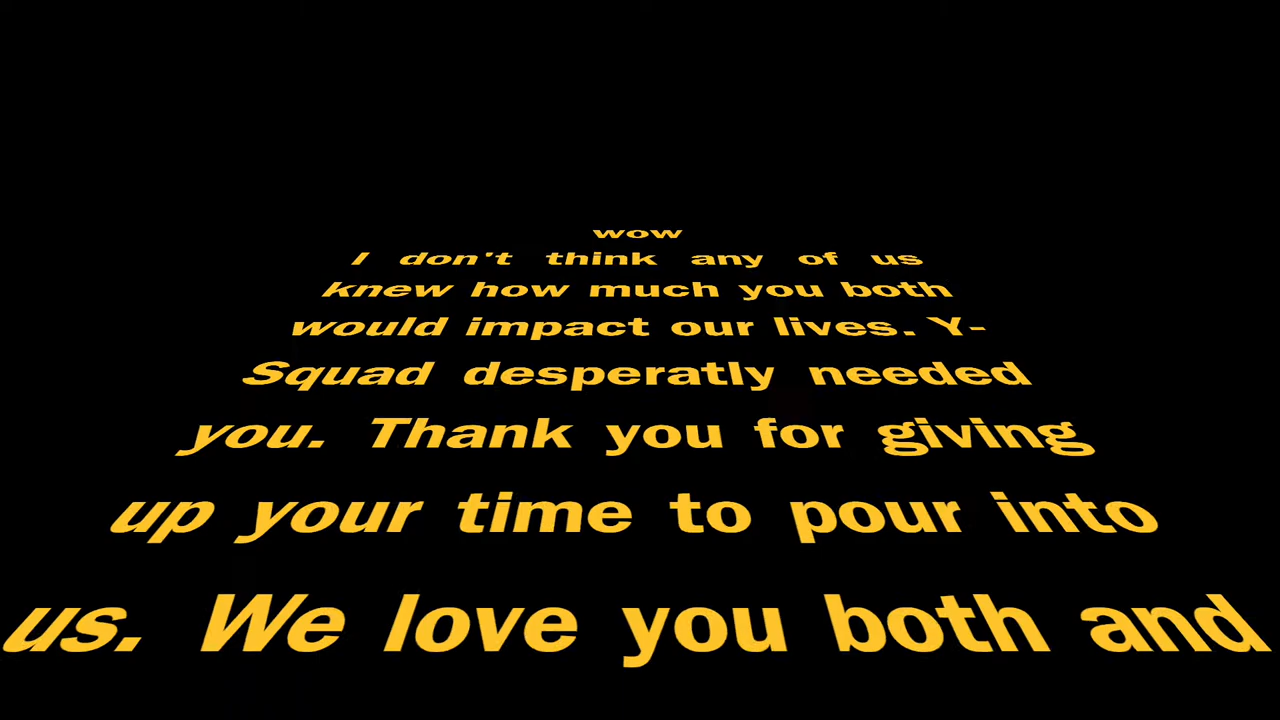 wow
I don't think any of us
knew how much you both
would impact our lives. Y-
Squad desperatly needed
you. Thank you for giving
up your time to pour into
us. We love you both and